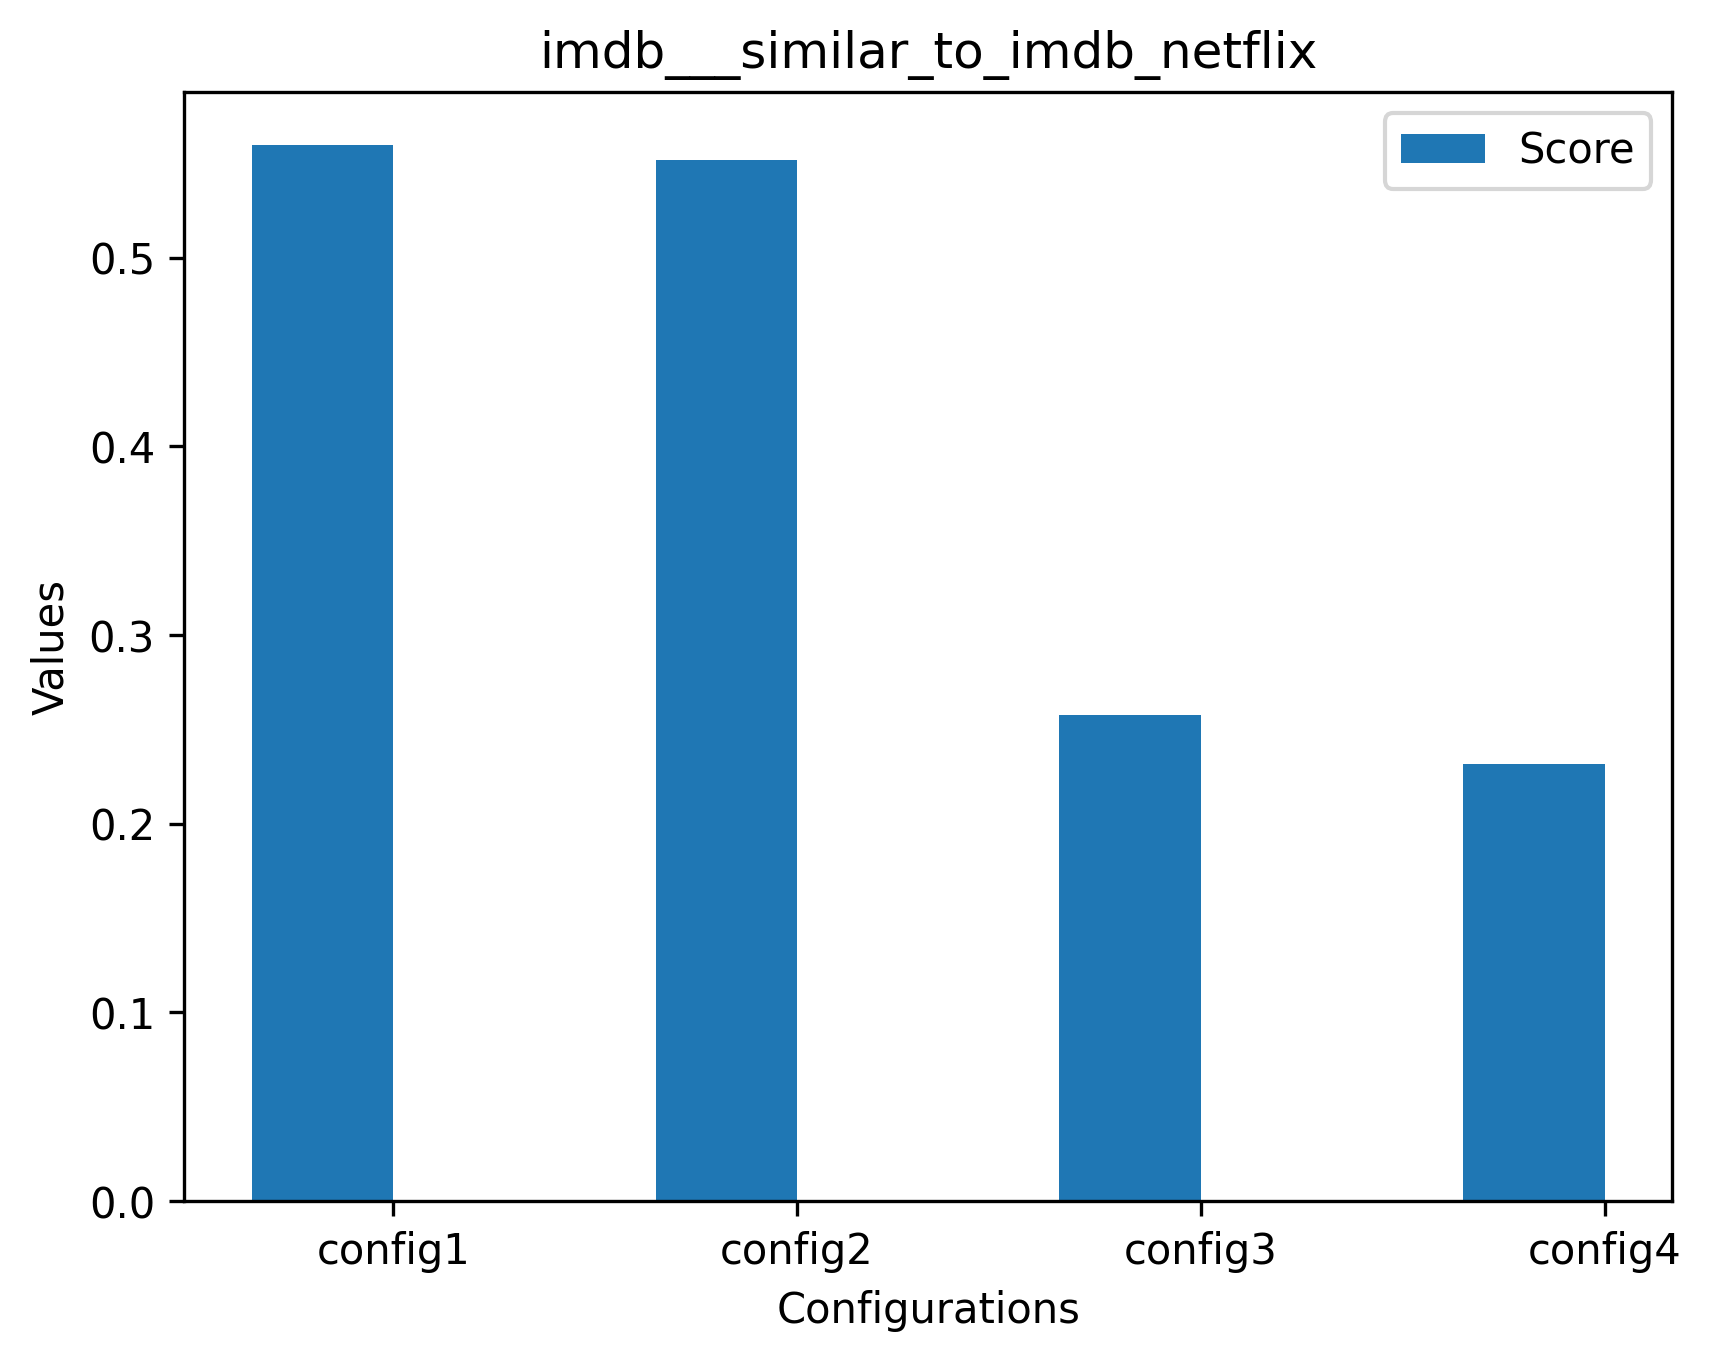 imdb___similar_to_imdb_netflix
Score
Values
0.5
0.4
0.3
0.2
0.1
0.0
config1 config2 config3 config4
Configurations